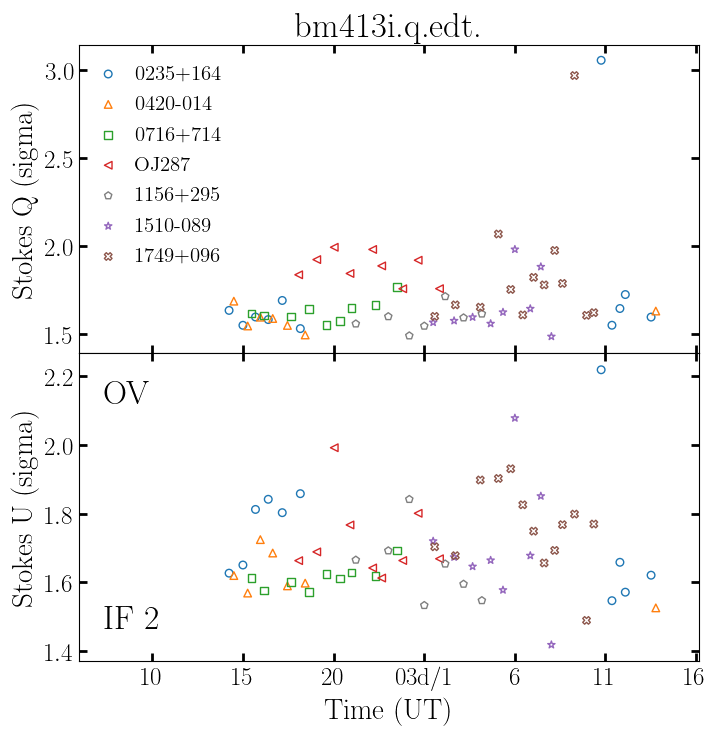 bm413i.q.edt.
Stokes Q (sigma)
3.0
2.5
2.0
1.5
0235+164
0420-014
0716+714
OJ287
1156+295
1510-089
1749+096
Stokes U (sigma)
2.2
2.0
1.8
1.6
1.4
OV
IF 2
10 15 20 03d/1 6 11 16
Time (UT)